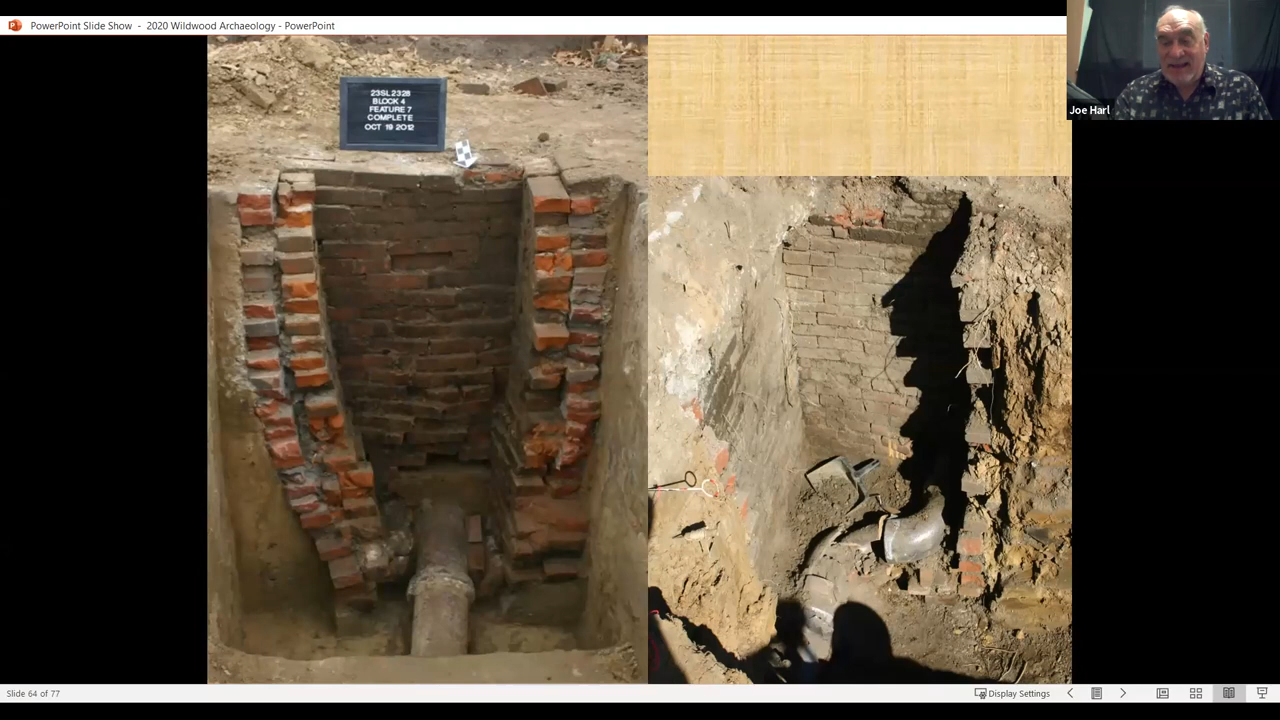 PowerPoint Slide Show - 2020 Wildwood Archaeology - PowerPoint
Joe Harl
23SL2328
BLOCK 4
FEATURE 7
COMPLETE
OCT 19 2012
Slide 64 of 77
Display Settings